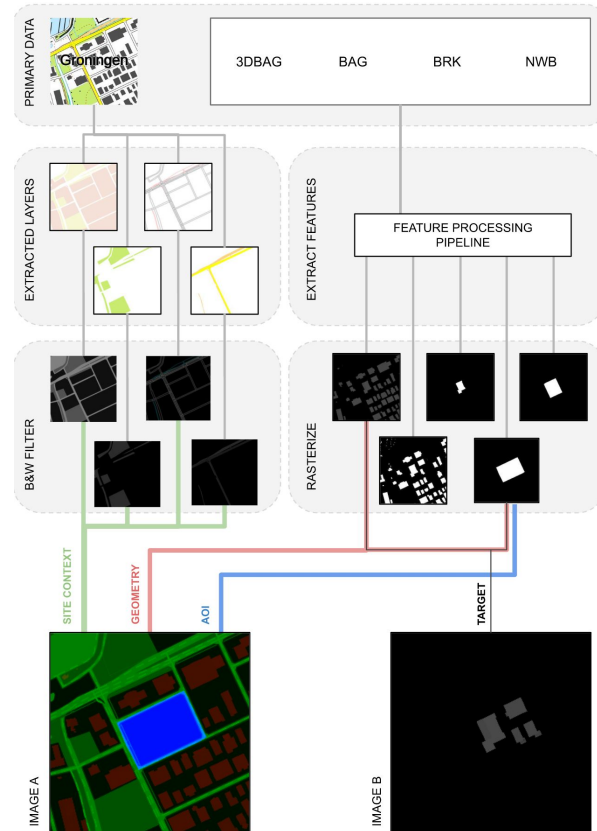 PRIMARY DATA
Groningen
3DBAG BAG BRK NWB
EXTRACTED LAYERS
EXTRACT FEATURES
FEATURE PROCESSING
PIPELINE
B&W FILTER
RASTERIZE
SITE CONTEXT
GEOMETRY
AOI
TARGET
IMAGE A
IMAGE B